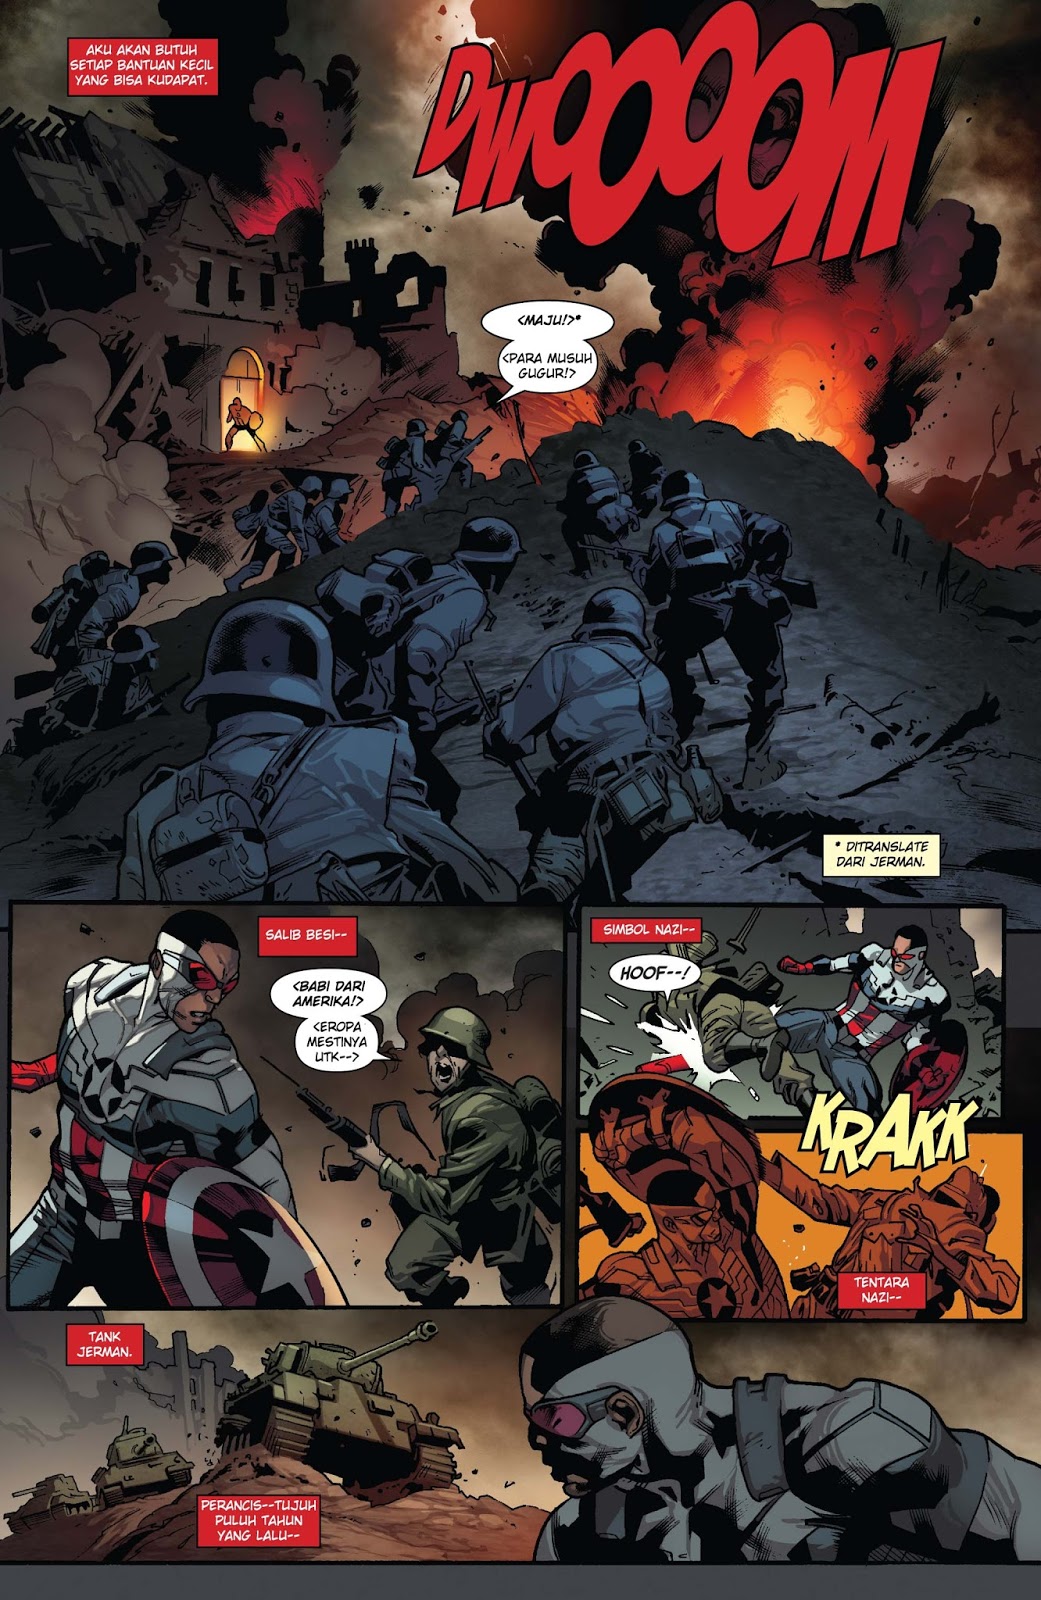 AKU AKAN BUTUH
SETIAP BANTUAN KECIL
YANG BISA KUDAPAT.
DWOOOOM
<MAJU!>*
<PARA MUSUH
GUGUR!>
* DITRANSLATE
DARI JERMAN.
SALIB BESI--
<BABI DARI
AMERIKA!>
<EROPA
MESTINYA
UTK-->
SIMBOL NAZI--
HOOF--!
KRAKK
TENTARA
NAZI--
TANK
JERMAN.
PERANCIS--TUJUH
PULUH TAHUN
YANG LALU--